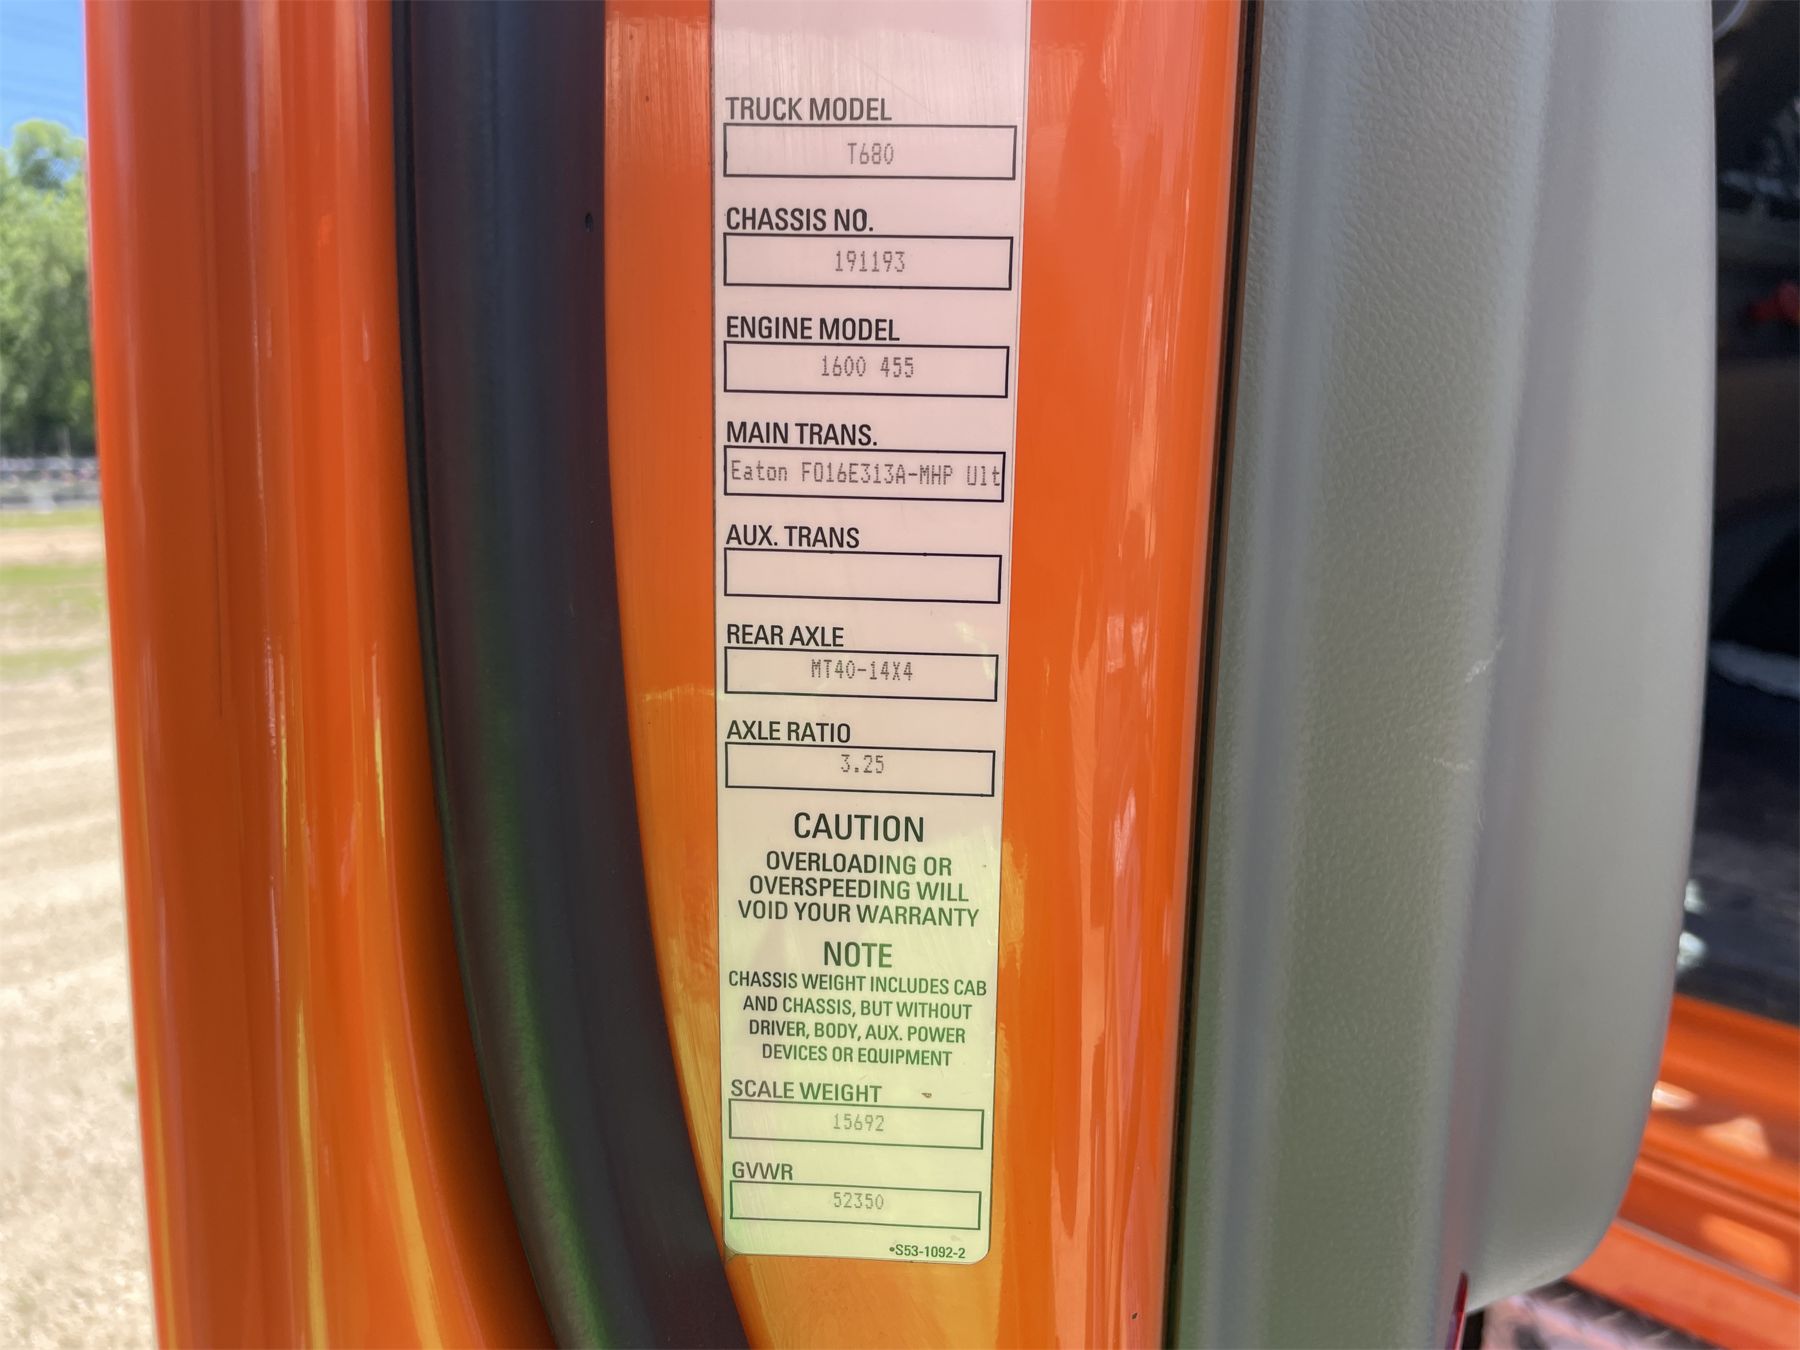 TRUCK MODEL
T680
CHASSIS NO.
191193
ENGINE MODEL
1600 455
MAIN TRANS.
Eaton FO16E313A-MHP Ult
AUX. TRANS
REAR AXLE
MT40-14X4
AXLE RATIO
3.25
CAUTION
OVERLOADING OR
OVERSPEEDING WILL
VOID YOUR WARRANTY
NOTE
CHASSIS WEIGHT INCLUDES CAB
AND CHASSIS, BUT WITHOUT
DRIVER, BODY, AUX. POWER
DEVICES OR EQUIPMENT
SCALE WEIGHT
15692
GVWR
52350
•S53-1092-2